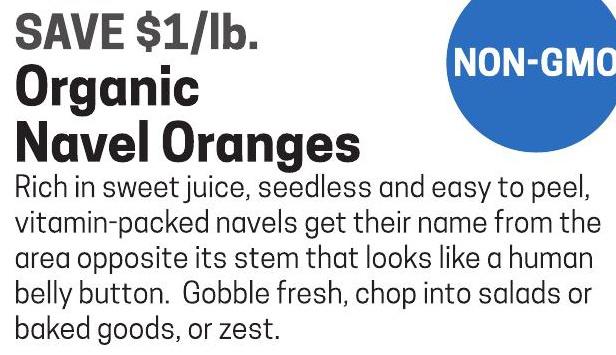 SAVE $1/lb.
NON-GMO
Organic
Navel Oranges
Rich in sweet juice, seedless and easy to peel,
vitamin-packed navels get their name from the
area opposite its stem that looks like a human
belly button.  Gobble fresh, chop into salads or
baked goods, or zest.